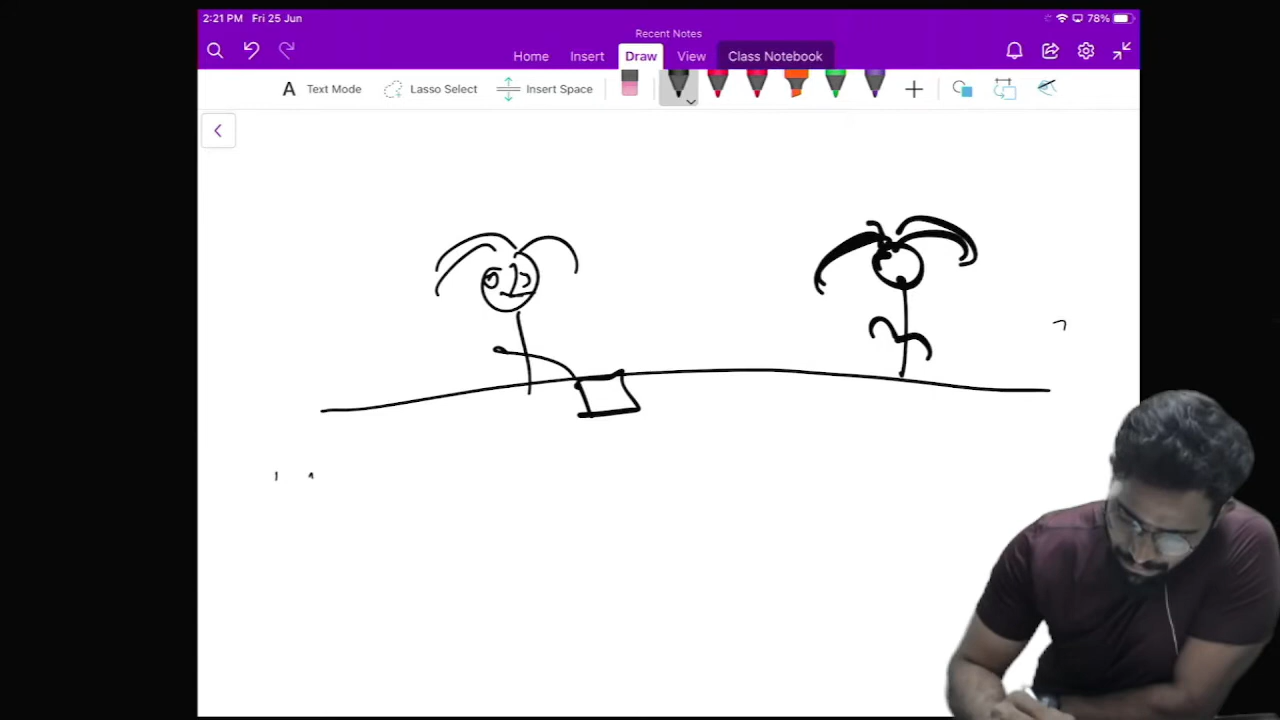 2:21 PM Fri 25 Jun 78%
Recent Notes
Home Insert Draw View Class Notebook
A Text Mode Lasso Select Insert Space